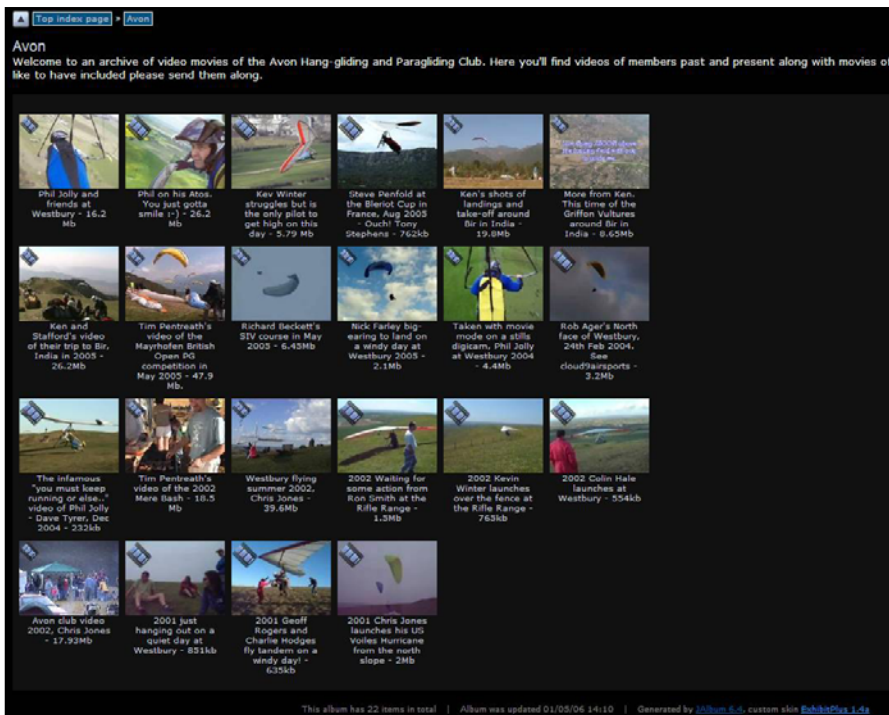 Top index page » Avon
Avon
Welcome to an archive of video movies of the Avon Hang-gliding and Paragliding Club. Here you'll find videos of members past and present along with movies of
like to have included please send them along.
Phil Jolly and
friends at
Westbury - 16.2
Mb
Phil on his Atos.
You just gotta
smile :-) - 26.2
Mb
Kev Winter
struggles but is
the only pilot to
get high on this
day - 5.79 Mb
Steve Penfold at
the Bleriot Cup in
France, Aug 2005
- Ouch! Tony
Stephens - 762kb
Ken's shots of
landings and
take-off around
Bir in India -
19.8Mb
More from Ken.
This time of the
Griffon Vultures
around Bir in
India - 8.65Mb
Ken and
Stafford's video
of their trip to Bir,
India in 2005 -
26.2Mb
Tim Pentreath's
video of the
Mayrhofen British
Open PG
competition in
May 2005 - 47.9
Mb.
Richard Beckett's
SIV course in May
2005 - 6.45Mb
Nick Farley big-
earing to land on
a windy day at
Westbury 2005 -
2.1Mb
Taken with movie
mode on a stills
digicam. Phil Jolly
at Westbury 2004
- 4.4Mb
Rob Ager's North
face of Westbury,
24th Feb 2004.
See
cloud9airsports -
3.2Mb
The infamous
"you must keep
running or else.."
video of Phil Jolly
- Dave Tyrer, Dec
2004 - 232kb
Tim Pentreath's
video of the 2002
Mere Bash - 18.5
Mb
Westbury flying
summer 2002,
Chris Jones -
39.6Mb
2002 Waiting for
some action from
Ron Smith at the
Rifle Range -
1.5Mb
2002 Kevin
Winter launches
over the fence at
the Rifle Range -
765kb
2002 Colin Hale
launches at
Westbury - 554kb
Avon club video
2002, Chris Jones
- 17.93Mb
2001 just
hanging out on a
quiet day at
Westbury - 851kb
2001 Geoff
Rogers and
Charlie Hodges
fly tandem on a
windy day! -
635kb
2001 Chris Jones
launches his US
Voiles Hurricane
from the north
slope - 2Mb
This album has 22 items in total | Album was updated 01/05/06 14:10 | Generated by JAlbum 6.4, custom skin ExhibitPlus 1.4a